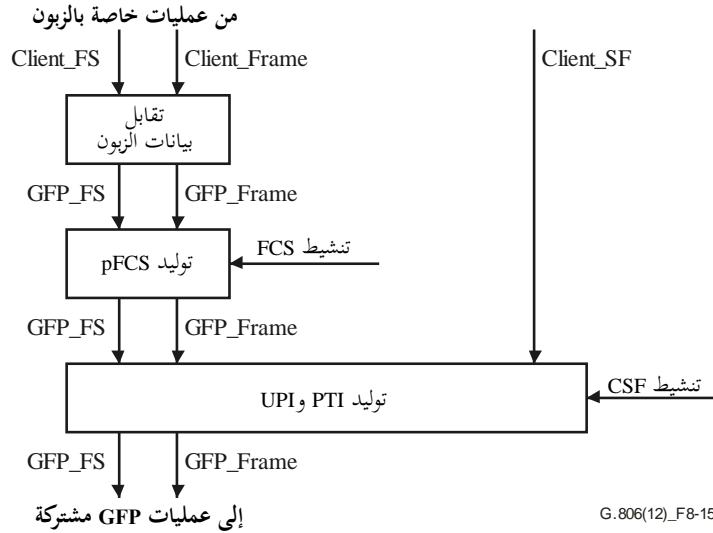 من عمليات خاصة بالزبون
Client_FS
Client_Frame
Client_SF
تقابل
بيانات الزبون
GFP_FS
GFP_Frame
تنشيط FCS
توليد pFCS
GFP_FS
GFP_Frame
تنشيط CSF
توليد PTI وUPI
GFP_FS
GFP_Frame
إلى عمليات GFP مشتركة
G.806(12)_F8-15